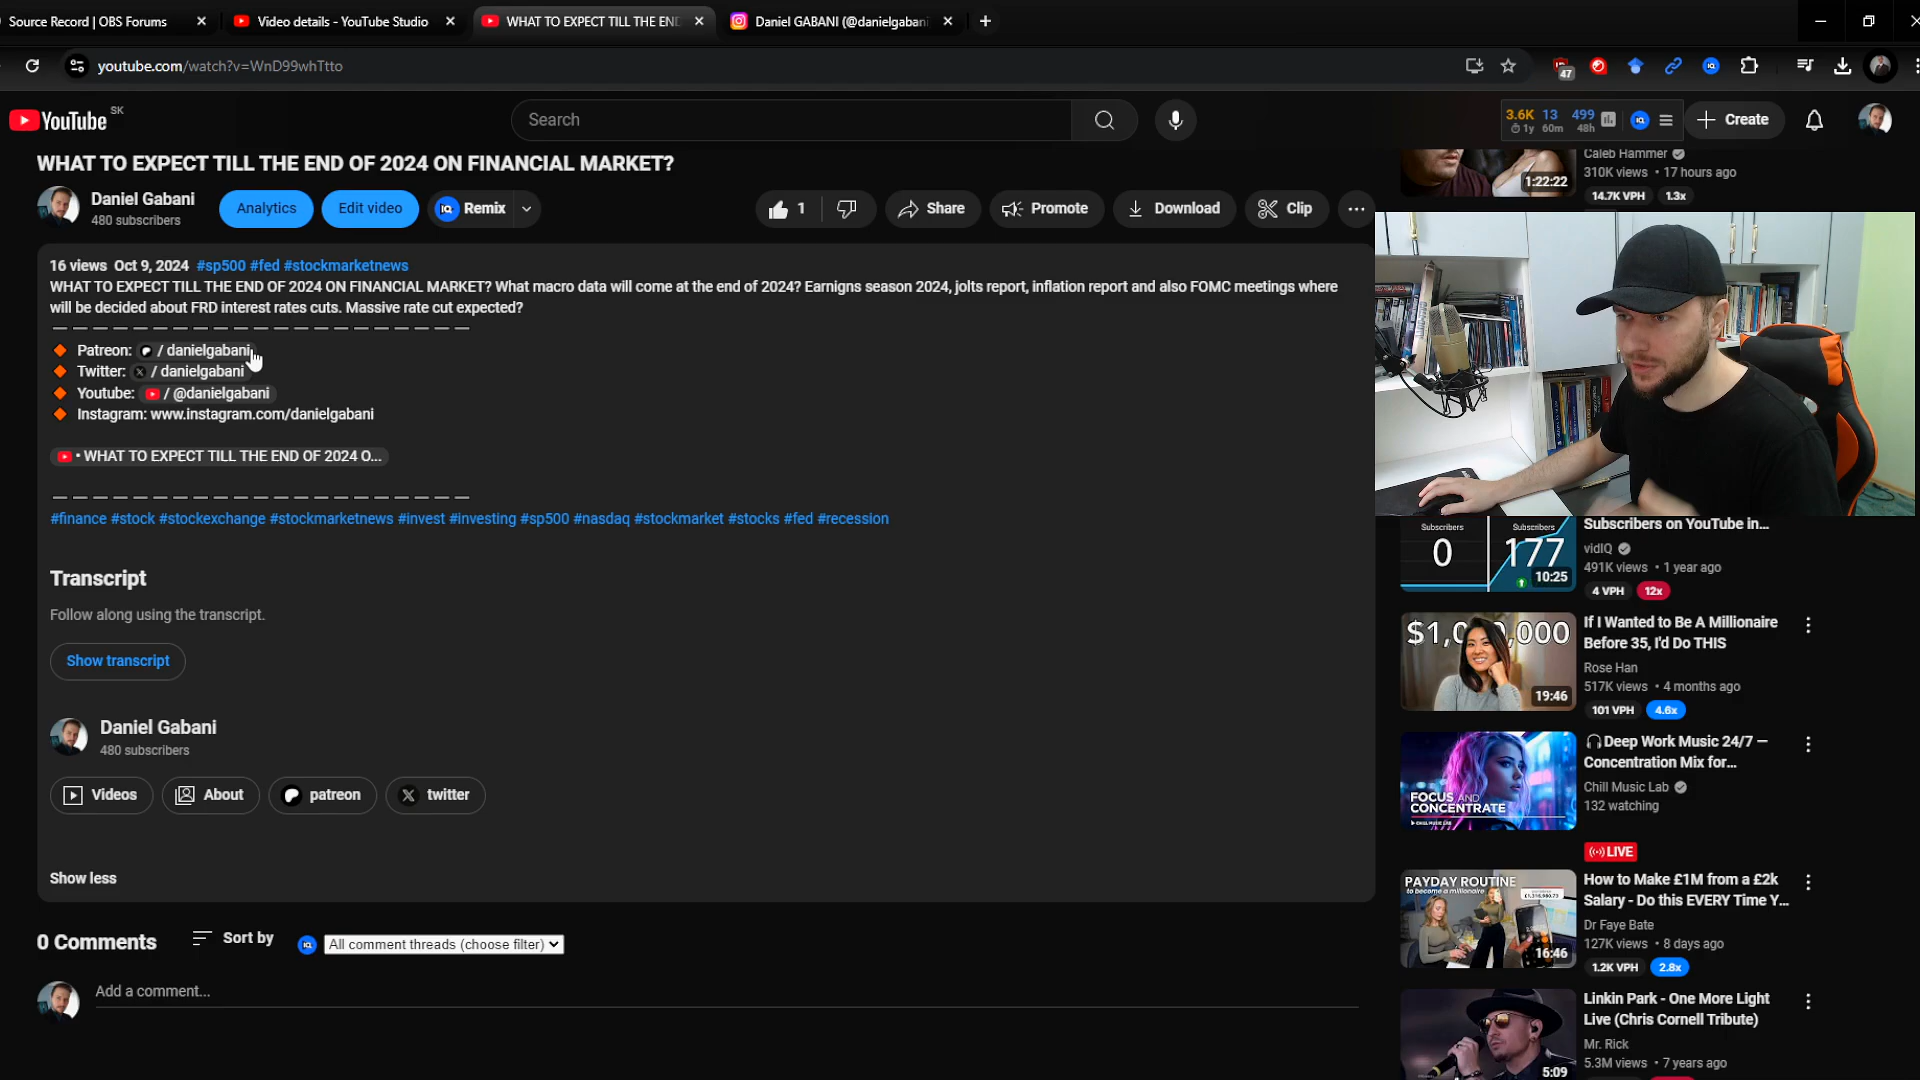 Source Record | OBS Forums
Video details - YouTube Studio
WHAT TO EXPECT TILL THE END
Daniel GABANI (@danielgabani
youtube.com/watch?v=WnD99whTtto
47
YouTube SK
Search
3.6K 13 499
1y 60m 48h
Create
WHAT TO EXPECT TILL THE END OF 2024 ON FINANCIAL MARKET?
Daniel Gabani
480 subscribers
Analytics
Edit video
Remix
1
Share
Promote
Download
Clip
16 views Oct 9, 2024 #sp500 #fed #stockmarketnews
WHAT TO EXPECT TILL THE END OF 2024 ON FINANCIAL MARKET? What macro data will come at the end of 2024? Earnigns season 2024, jolts report, inflation report and also FOMC meetings where
will be decided about FRD interest rates cuts. Massive rate cut expected?
Patreon: / danielgabani
Twitter: / danielgabani
Youtube: / @danielgabani
Instagram: www.instagram.com/danielgabani
• WHAT TO EXPECT TILL THE END OF 2024 O...
#finance #stock #stockexchange #stockmarketnews #invest #investing #sp500 #nasdaq #stockmarket #stocks #fed #recession
Transcript
Follow along using the transcript.
Show transcript
Daniel Gabani
480 subscribers
Videos
About
patreon
twitter
Show less
0 Comments
Sort by
All comment threads (choose filter)
Add a comment...
Caleb Hammer
310K views • 17 hours ago
14.7K VPH 1.3x
1:22:22
Subscribers Subscribers
0 177
10:25
Subscribers on YouTube in...
vidIQ
491K views • 1 year ago
4 VPH 12x
19:46
If I Wanted to Be A Millionaire
Before 35, I'd Do THIS
Rose Han
517K views • 4 months ago
101 VPH 4.6x
FOCUS AND
CONCENTRATE
CHILL MUSIC LAB
🎧Deep Work Music 24/7 —
Concentration Mix for...
Chill Music Lab
132 watching
LIVE
PAYDAY ROUTINE
to become a millionaire
16:46
How to Make £1M from a £2k
Salary - Do this EVERY Time Y...
Dr Faye Bate
127K views • 8 days ago
1.2K VPH 2.8x
5:09
Linkin Park - One More Light
Live (Chris Cornell Tribute)
Mr. Rick
5.3M views • 7 years ago